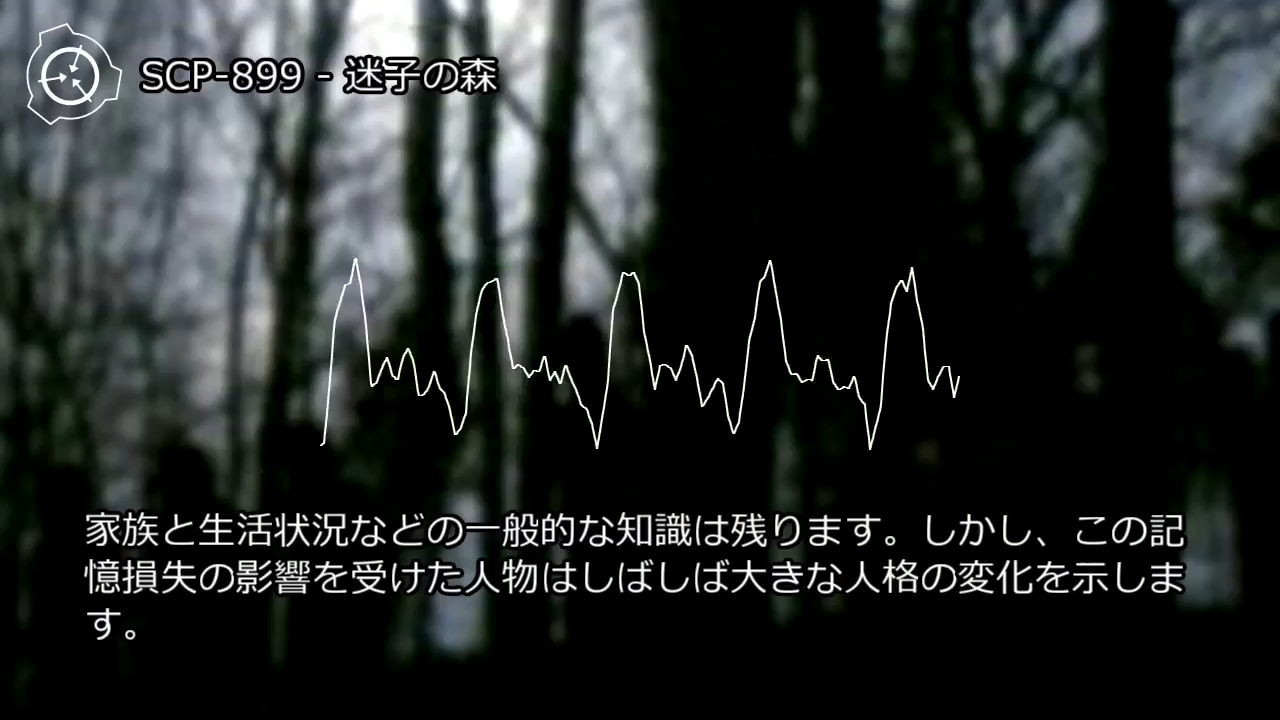 SCP-899 - 迷子の森
家族と生活状況などの一般的な知識は残ります。しかし、この記
憶損失の影響を受けた人物はしばしば大きな人格の変化を示しま
す。